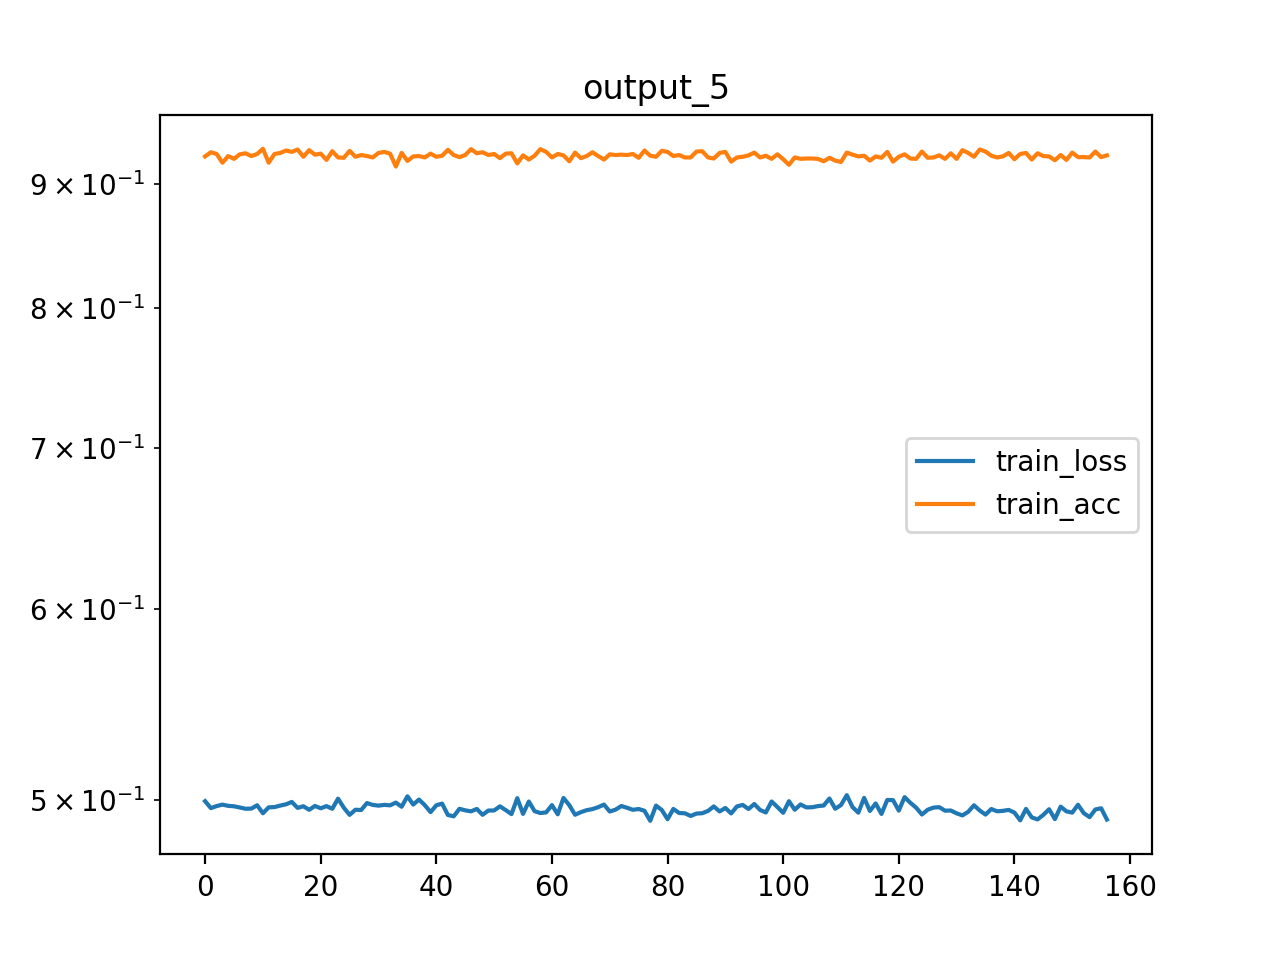 output_5
9 × 10⁻¹
8 × 10⁻¹
7 × 10⁻¹
6 × 10⁻¹
5 × 10⁻¹
train_loss
train_acc
0 20 40 60 80 100 120 140 160